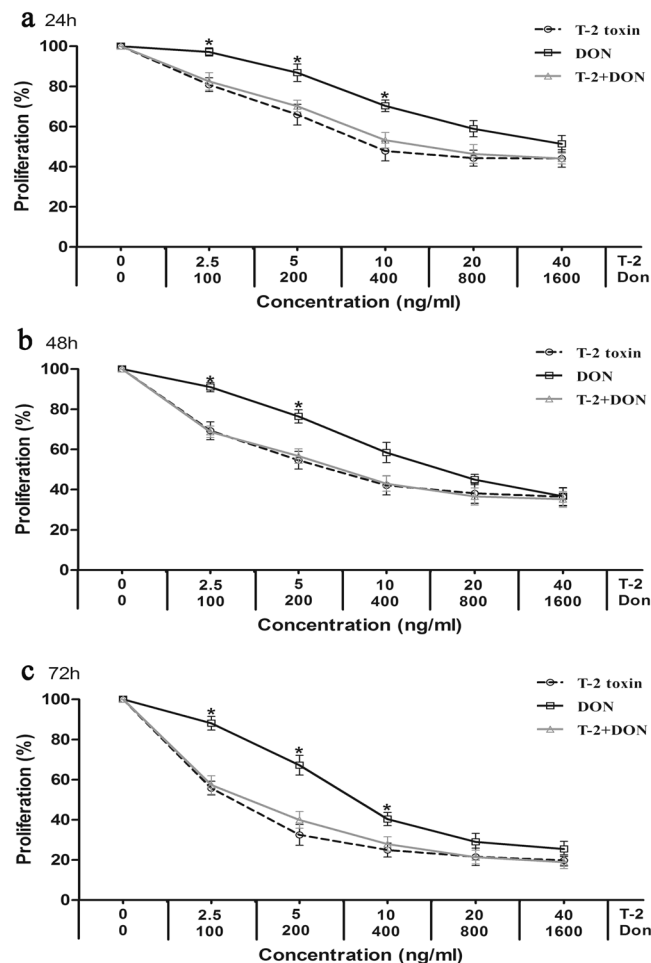 a 24h
T-2 toxin
DON
T-2+DON
Proliferation (%)
100
80
60
40
20
0
0 2.5 5 10 20 40 T-2
0 100 200 400 800 1600 Don
Concentration (ng/ml)
* * *
b 48h
T-2 toxin
DON
T-2+DON
Proliferation (%)
100
80
60
40
20
0
0 2.5 5 10 20 40 T-2
0 100 200 400 800 1600 Don
Concentration (ng/ml)
* *
c 72h
T-2 toxin
DON
T-2+DON
Proliferation (%)
100
80
60
40
20
0
0 2.5 5 10 20 40 T-2
0 100 200 400 800 1600 Don
Concentration (ng/ml)
* * *